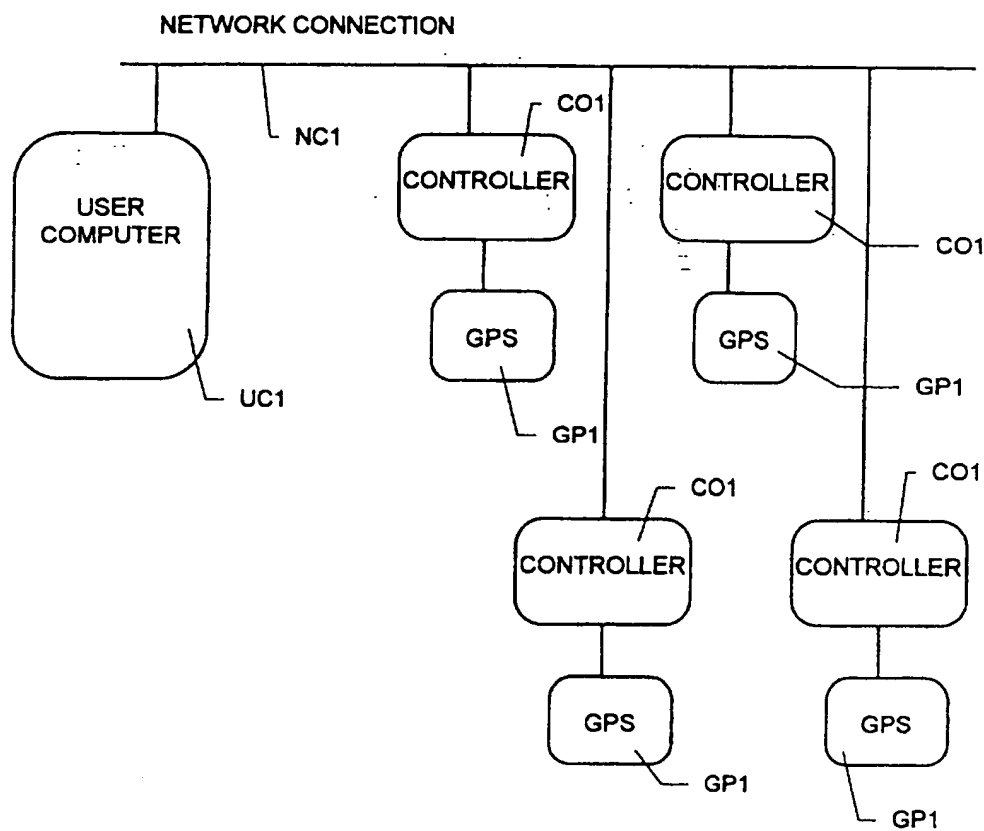 NETWORK CONNECTION
NC1
CO1
USER
COMPUTER
UC1
CONTROLLER
CONTROLLER
CO1
GPS
GP1
GPS
GP1
CO1
CO1
CONTROLLER
CONTROLLER
GPS
GP1
GPS
GP1